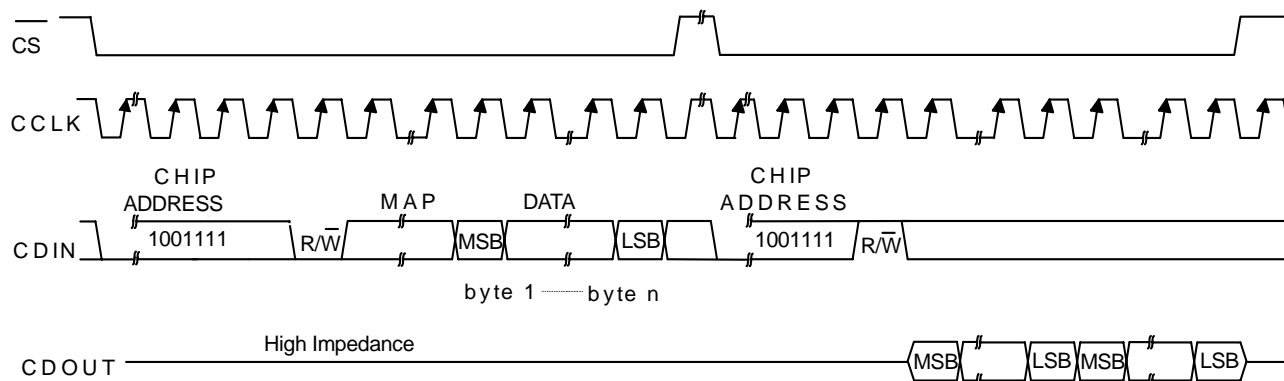 CS
CCLK
CHIP
ADDRESS
MAP
DATA
CHIP
ADDRESS
CDIN
1001111
R/W
MSB
LSB
1001111
R/W
byte 1
byte n
High Impedance
CDOUT
MSB
LSB
MSB
LSB